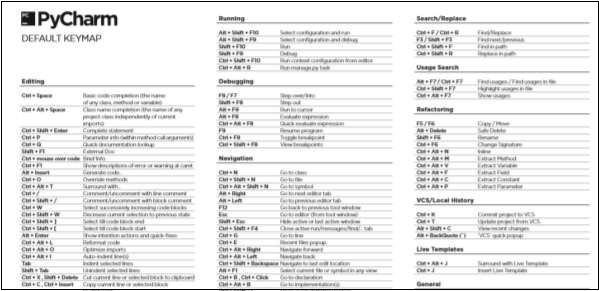 PC
PyCharm
DEFAULT KEYMAP
Editing
Ctrl + Space Basic code completion (the name
of any class, method or variable)
Ctrl + Alt + Space Class name completion (the name of any
project class independently of current
imports)
Ctrl + Shift + Enter Complete statement
Ctrl + P Parameter info (within method call arguments)
Ctrl + Q Quick documentation lookup
Shift + F1 External Doc
Ctrl + mouse over code Brief Info
Ctrl + F1 Show descriptions of error or warning at caret
Alt + Insert Generate code...
Ctrl + O Override methods
Ctrl + Alt + T Surround with...
Ctrl + / Comment/uncomment with line comment
Ctrl + Shift + / Comment/uncomment with block comment
Ctrl + W Select successively increasing code blocks
Ctrl + Shift + W Decrease current selection to previous state
Ctrl + Shift + ] Select till code block end
Ctrl + Shift + [ Select till code block start
Alt + Enter Show intention actions and quick-fixes
Ctrl + Alt + L Reformat code
Ctrl + Alt + O Optimize imports
Ctrl + Alt + I Auto-indent line(s)
Tab Indent selected lines
Shift + Tab Unindent selected lines
Ctrl + X , Shift + Delete Cut current line or selected block to clipboard
Ctrl + C , Ctrl + Insert Copy current line or selected block
Running
Alt + Shift + F10 Select configuration and run
Alt + Shift + F9 Select configuration and debug
Shift + F10 Run
Shift + F9 Debug
Ctrl + Shift + F10 Run context configuration from editor
Ctrl + Alt + R Run manage.py task
Debugging
F8 / F7 Step over/into
Shift + F8 Step out
Alt + F9 Run to cursor
Alt + F8 Evaluate expression
Ctrl + Alt + F8 Quick evaluate expression
F9 Resume program
Ctrl + F8 Toggle breakpoint
Ctrl + Shift + F8 View breakpoints
Navigation
Ctrl + N Go to class
Ctrl + Shift + N Go to file
Ctrl + Alt + Shift + N Go to symbol
Alt + Right Go to next editor tab
Alt + Left Go to previous editor tab
F12 Go back to previous tool window
Esc Go to editor (from tool window)
Shift + Esc Hide active or last active window
Ctrl + Shift + F4 Close active run/messages/find/... tab
Ctrl + G Go to line
Ctrl + E Recent files popup
Ctrl + Alt + Right Navigate forward
Ctrl + Alt + Left Navigate back
Ctrl + Shift + Backspace Navigate to last edit location
Alt + F1 Select current file or symbol in any view
Ctrl + B , Ctrl + Click Go to declaration
Ctrl + Alt + B Go to implementation(s)
Search/Replace
Ctrl + F / Ctrl + R Find/Replace
F3 / Shift + F3 Find next/previous
Ctrl + Shift + F Find in path
Ctrl + Shift + R Replace in path
Usage Search
Alt + F7 / Ctrl + F7 Find usages / Find usages in file
Ctrl + Shift + F7 Highlight usages in file
Ctrl + Alt + F7 Show usages
Refactoring
F5 / F6 Copy / Move
Alt + Delete Safe Delete
Shift + F6 Rename
Ctrl + F6 Change Signature
Ctrl + Alt + N Inline
Ctrl + Alt + M Extract Method
Ctrl + Alt + V Extract Variable
Ctrl + Alt + F Extract Field
Ctrl + Alt + C Extract Constant
Ctrl + Alt + P Extract Parameter
VCS/Local History
Ctrl + K Commit project to VCS
Ctrl + T Update project from VCS
Alt + Shift + C View recent changes
Alt + BackQuote (`) 'VCS' quick popup
Live Templates
Ctrl + Alt + J Surround with Live Template
Ctrl + J Insert Live Template
General